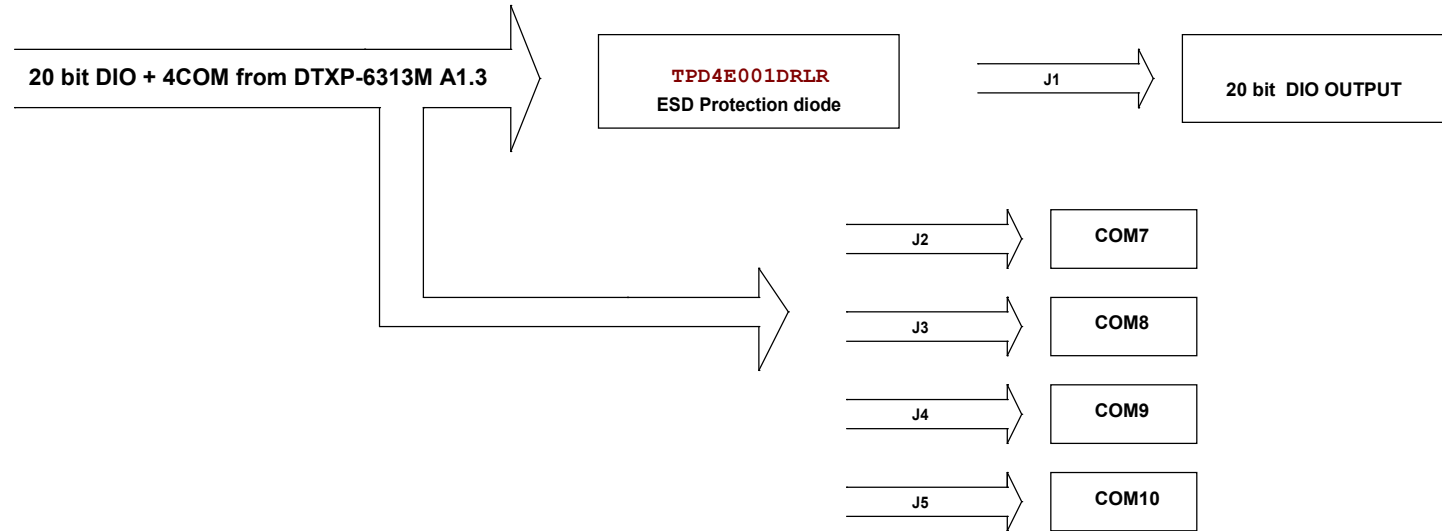 20 bit DIO + 4COM from DTXP-6313M A1.3
TPD4E001DRLR
ESD Protection diode
J1
20 bit DIO OUTPUT
J2
COM7
J3
COM8
J4
COM9
J5
COM10